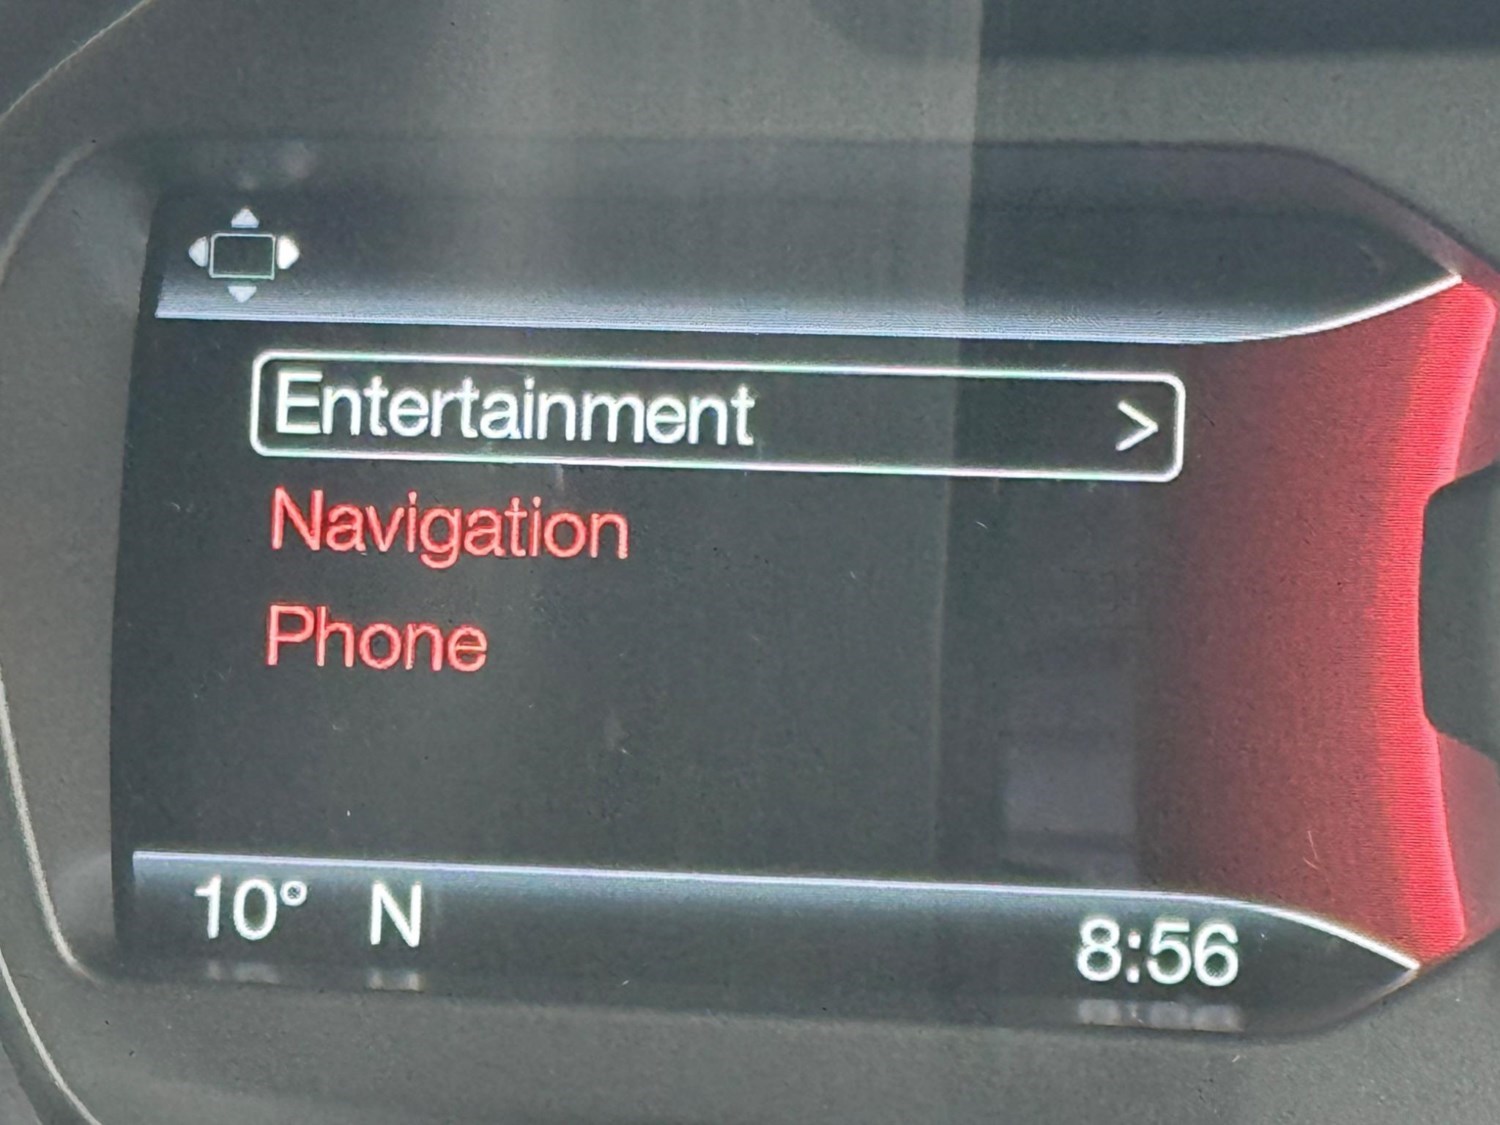 Entertainment >
Navigation
Phone
10° N 8:56